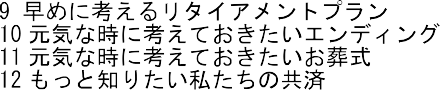 9 早めに考えるリタイアメントプラン
10 元気な時に考えておきたいエンディング
11 元気な時に考えておきたいお葬式
12 もっと知りたい私たちの共済